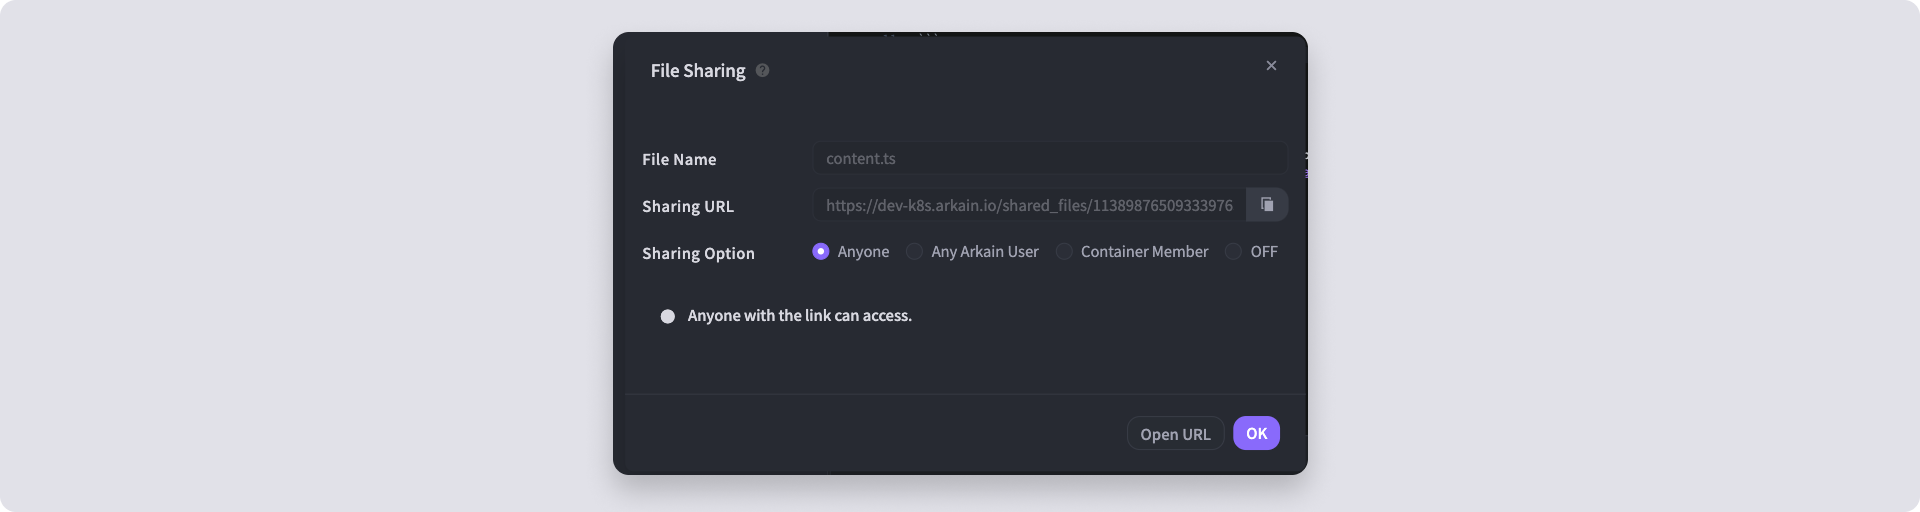 File Sharing ?
File Name content.ts
Sharing URL https://dev-k8s.arkain.io/shared_files/11389876509333976
Sharing Option Anyone Any Arkain User Container Member OFF
Anyone with the link can access.
Open URL OK